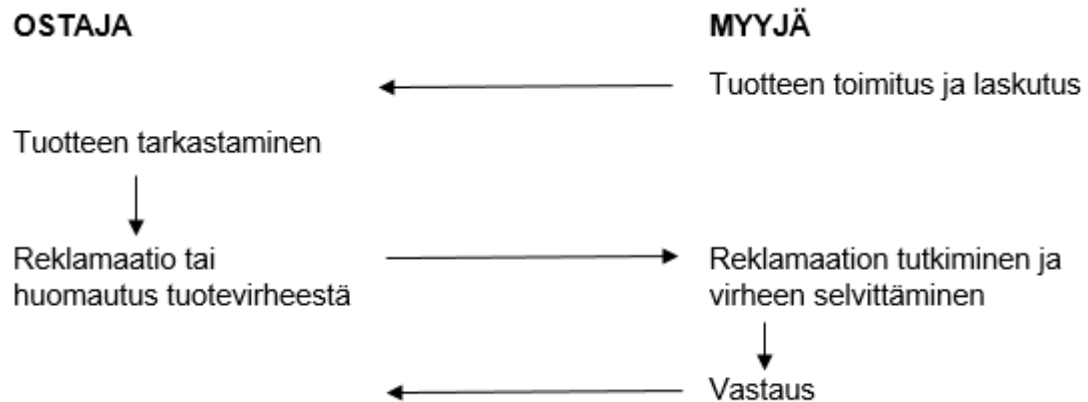 OSTAJA
MYYJÄ
Tuotteen toimitus ja laskutus
Tuotteen tarkastaminen
Reklamaatio tai
huomautus tuotevirheestä
Reklamaation tutkiminen ja
virheen selvittäminen
Vastaus